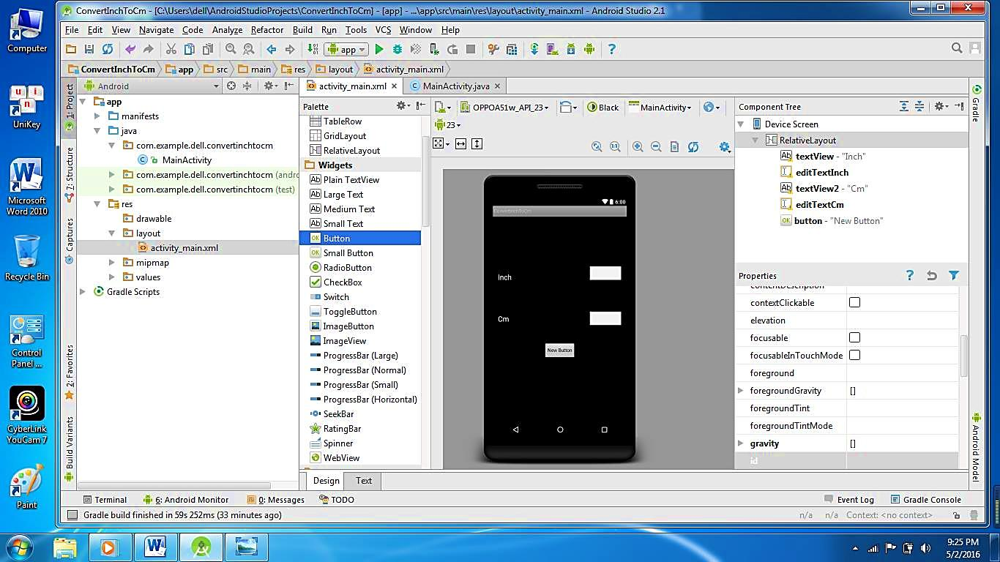 ConvertInchToCm - [C:\Users\dell\AndroidStudioProjects\ConvertInchToCm] - [app] - ...\app\src\main\res\layout\activity_main.xml - Android Studio 2.1
File Edit View Navigate Code Analyze Refactor Build Run Tools VCS Window Help
app
ConvertInchToCm app src main res layout activity_main.xml
Computer
UniKey
Microsoft
Word 2010
Recycle Bin
Control
Panel ...
CyberLink
YouCam 7
Paint
1: Project
7: Structure
Captures
2: Favorites
Build Variants
Android
app
manifests
java
com.example.dell.convertinchtocm
MainActivity
com.example.dell.convertinchtocm (andro
com.example.dell.convertinchtocm (test)
res
drawable
layout
activity_main.xml
mipmap
values
Gradle Scripts
activity_main.xml
MainActivity.java
Palette
TableRow
GridLayout
RelativeLayout
Widgets
Plain TextView
Large Text
Medium Text
Small Text
Button
Small Button
RadioButton
CheckBox
Switch
ToggleButton
ImageButton
ImageView
ProgressBar (Large)
ProgressBar (Normal)
ProgressBar (Small)
ProgressBar (Horizontal)
SeekBar
RatingBar
Spinner
WebView
Design Text
OPPOA51w_API_23 Black MainActivity
23
6:00
ConvertInchToCm
Inch
Cm
New Button
Component Tree
Device Screen
RelativeLayout
textView - "Inch"
editTextInch
textView2 - "Cm"
editTextCm
button - "New Button"
Properties
contentDescription
contextClickable
elevation
focusable
focusableInTouchMode
foreground
foregroundGravity []
foregroundTint
foregroundTintMode
gravity []
id
Gradle
Android Model
Terminal 6: Android Monitor 0: Messages TODO Event Log Gradle Console
Gradle build finished in 59s 252ms (33 minutes ago) n/a n/a Context: <no context>
9:25 PM
5/2/2016